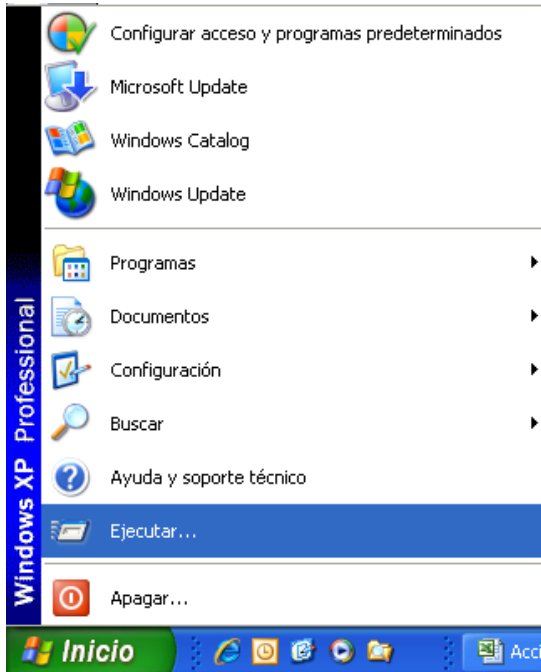 Configurar acceso y programas predeterminados
Microsoft Update
Windows Catalog
Windows Update
Programas
Documentos
Configuración
Buscar
Ayuda y soporte técnico
Ejecutar...
Apagar...
Windows XP Professional
Inicio
Acci